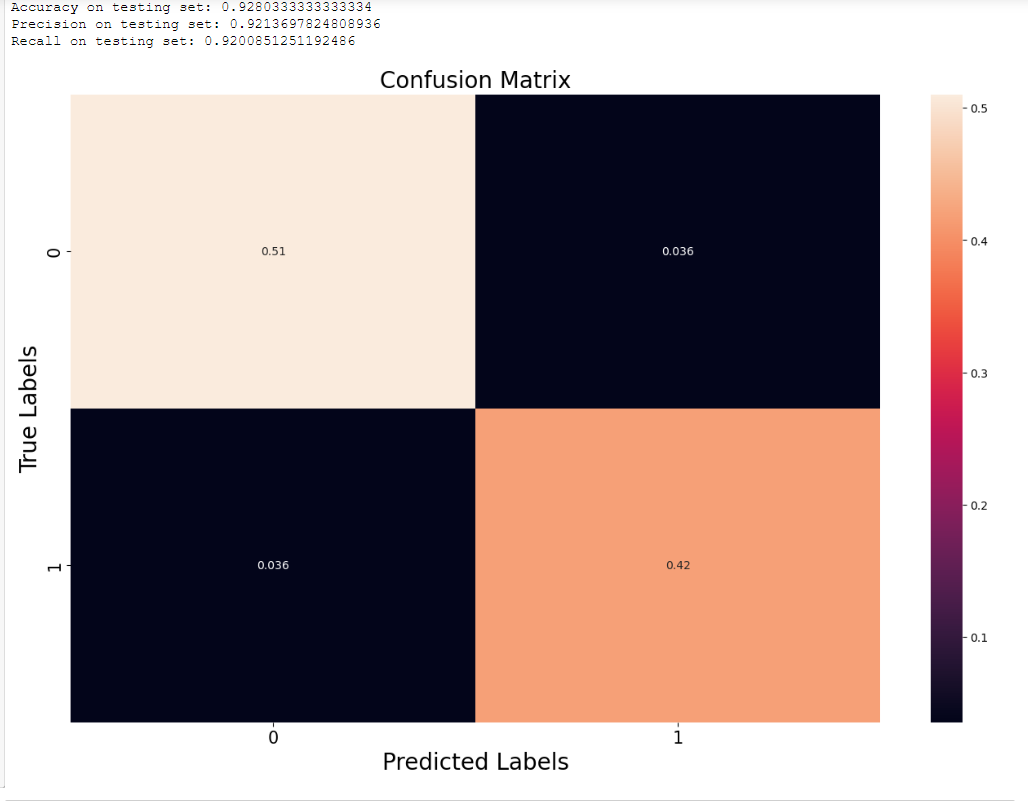 Accuracy on testing set: 0.9280333333333334
Precision on testing set: 0.9213697824808936
Recall on testing set: 0.9200851251192486
Confusion Matrix
0.51
0.036
0.036
0.42
0
1
True Labels
0
1
Predicted Labels
0.5
0.4
0.3
0.2
0.1